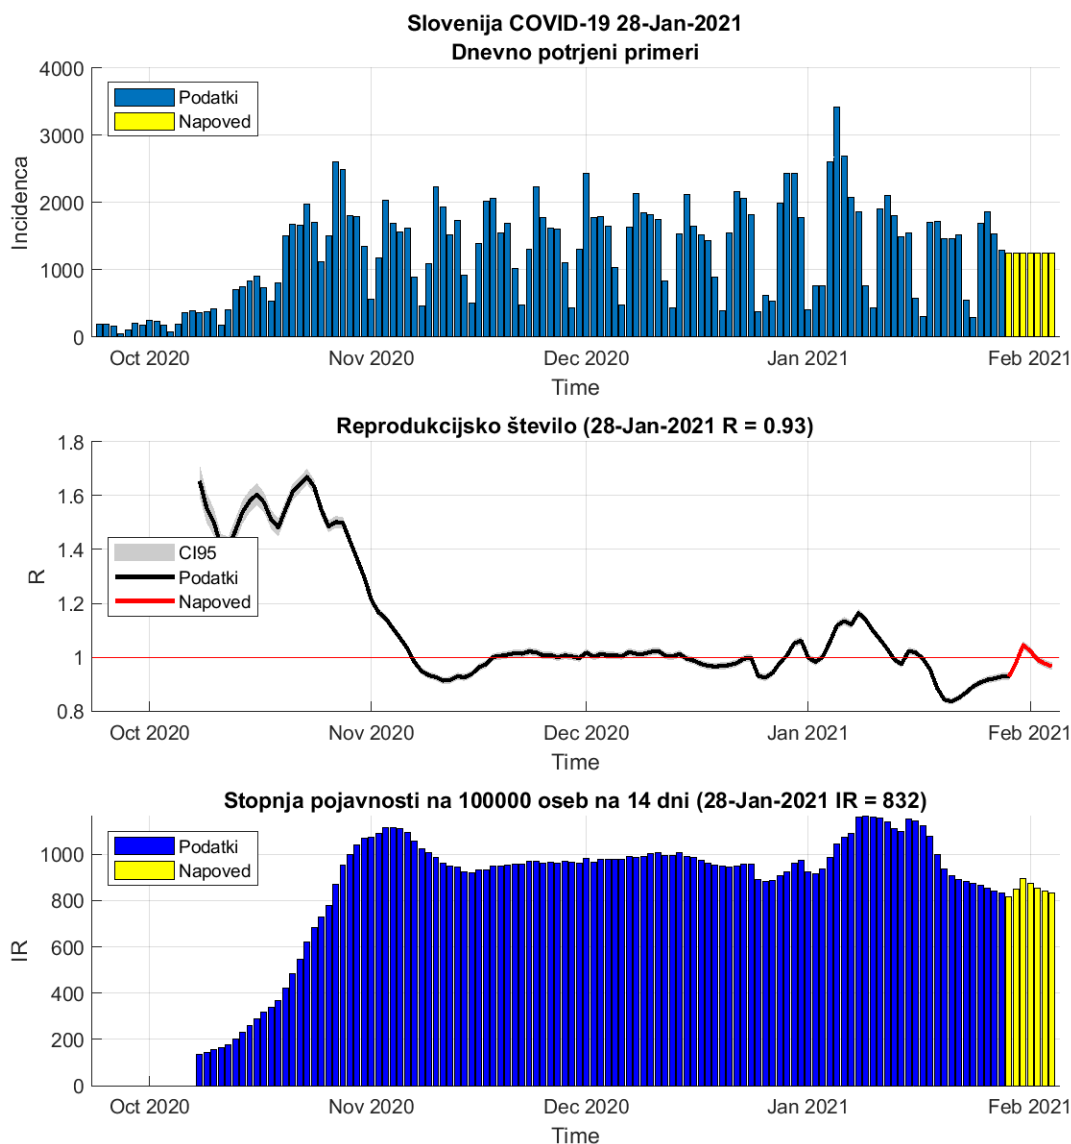 Slovenija COVID-19 28-Jan-2021
Dnevno potrjeni primeri
4000
3000
2000
1000
0
Incidenca
Podatki
Napoved
Oct 2020
Nov 2020
Dec 2020
Jan 2021
Feb 2021
Time
Reprodukcijsko število (28-Jan-2021 R = 0.93)
1.8
1.6
1.4
1.2
1
0.8
R
CI95
Podatki
Napoved
Oct 2020
Nov 2020
Dec 2020
Jan 2021
Feb 2021
Time
Stopnja pojavnosti na 100000 oseb na 14 dni (28-Jan-2021 IR = 832)
1000
800
600
400
200
0
IR
Podatki
Napoved
Oct 2020
Nov 2020
Dec 2020
Jan 2021
Feb 2021
Time